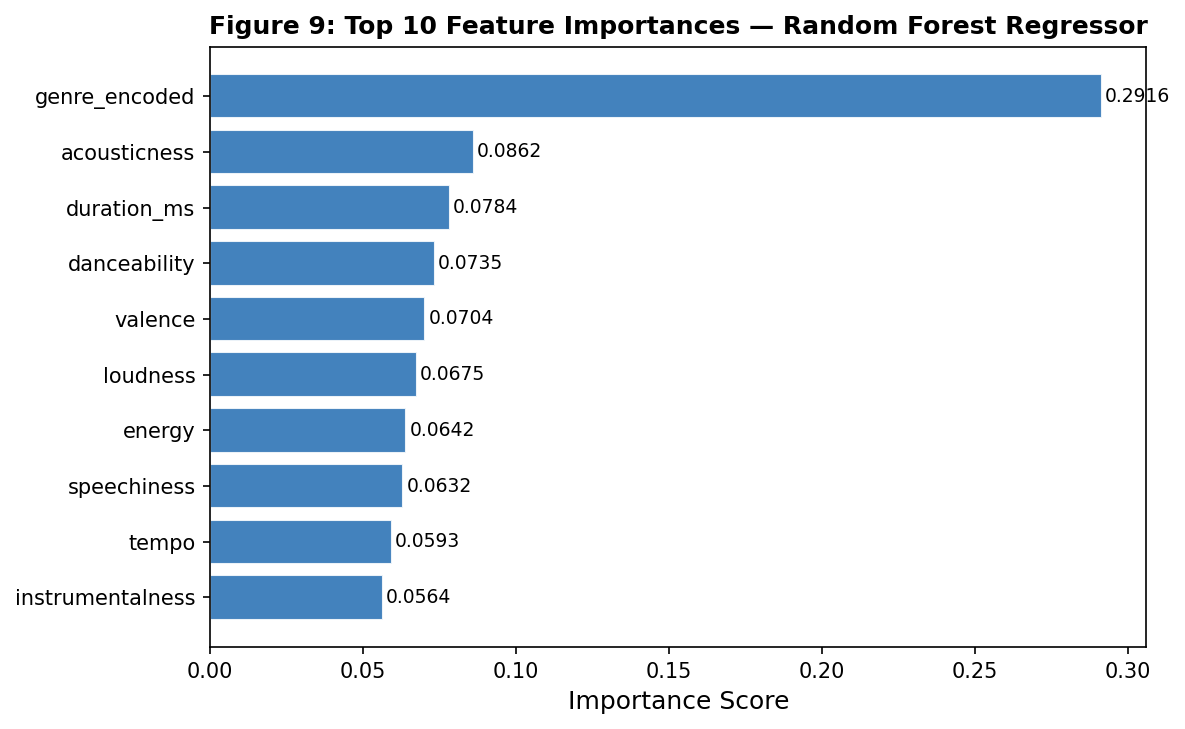 Figure 9: Top 10 Feature Importances — Random Forest Regressor
genre_encoded 0.2916
acousticness 0.0862
duration_ms 0.0784
danceability 0.0735
valence 0.0704
loudness 0.0675
energy 0.0642
speechiness 0.0632
tempo 0.0593
instrumentalness 0.0564
0.00 0.05 0.10 0.15 0.20 0.25 0.30
Importance Score